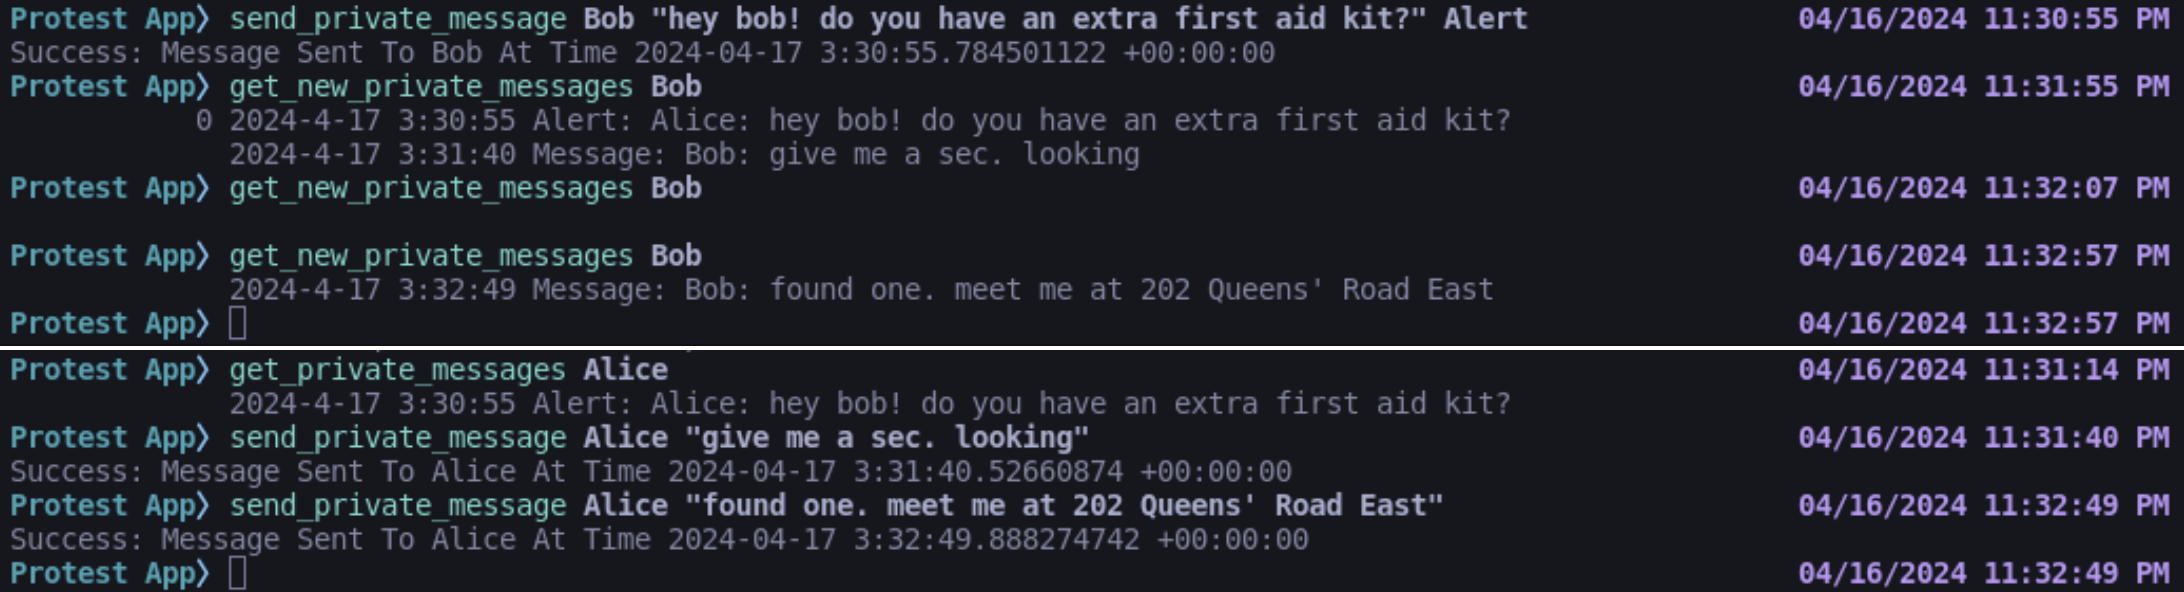 Protest App> send_private_message Bob "hey bob! do you have an extra first aid kit?" Alert 04/16/2024 11:30:55 PM
Success: Message Sent To Bob At Time 2024-04-17 3:30:55.784501122 +00:00:00
Protest App> get_new_private_messages Bob 04/16/2024 11:31:55 PM
0 2024-4-17 3:30:55 Alert: Alice: hey bob! do you have an extra first aid kit?
2024-4-17 3:31:40 Message: Bob: give me a sec. looking
Protest App> get_new_private_messages Bob 04/16/2024 11:32:07 PM
Protest App> get_new_private_messages Bob 04/16/2024 11:32:57 PM
2024-4-17 3:32:49 Message: Bob: found one. meet me at 202 Queens' Road East
Protest App> 04/16/2024 11:32:57 PM
Protest App> get_private_messages Alice 04/16/2024 11:31:14 PM
2024-4-17 3:30:55 Alert: Alice: hey bob! do you have an extra first aid kit?
Protest App> send_private_message Alice "give me a sec. looking" 04/16/2024 11:31:40 PM
Success: Message Sent To Alice At Time 2024-04-17 3:31:40.52660874 +00:00:00
Protest App> send_private_message Alice "found one. meet me at 202 Queens' Road East" 04/16/2024 11:32:49 PM
Success: Message Sent To Alice At Time 2024-04-17 3:32:49.888274742 +00:00:00
Protest App> 04/16/2024 11:32:49 PM